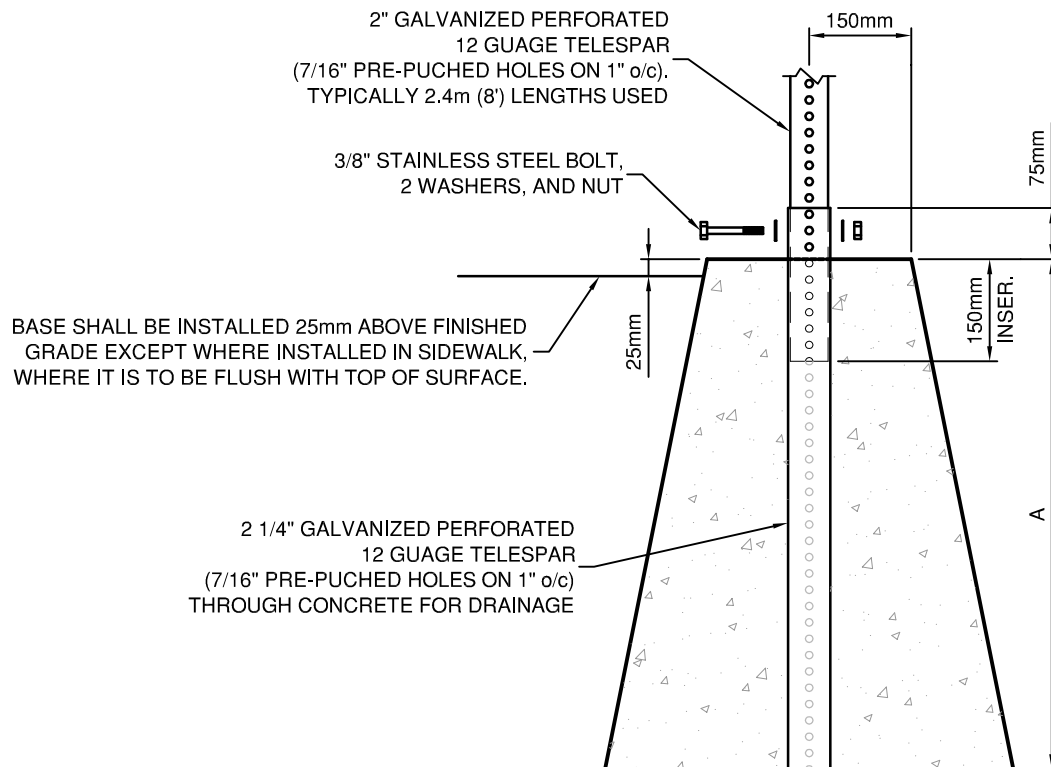 2" GALVANIZED PERFORATED
12 GUAGE TELESPAR
(7/16" PRE-PUCHED HOLES ON 1" o/c).
TYPICALLY 2.4m (8') LENGTHS USED
150mm
75mm
3/8" STAINLESS STEEL BOLT,
2 WASHERS, AND NUT
BASE SHALL BE INSTALLED 25mm ABOVE FINISHED
GRADE EXCEPT WHERE INSTALLED IN SIDEWALK,
WHERE IT IS TO BE FLUSH WITH TOP OF SURFACE.
25mm
150mm
INSER.
A
2 1/4" GALVANIZED PERFORATED
12 GUAGE TELESPAR
(7/16" PRE-PUCHED HOLES ON 1" o/c)
THROUGH CONCRETE FOR DRAINAGE